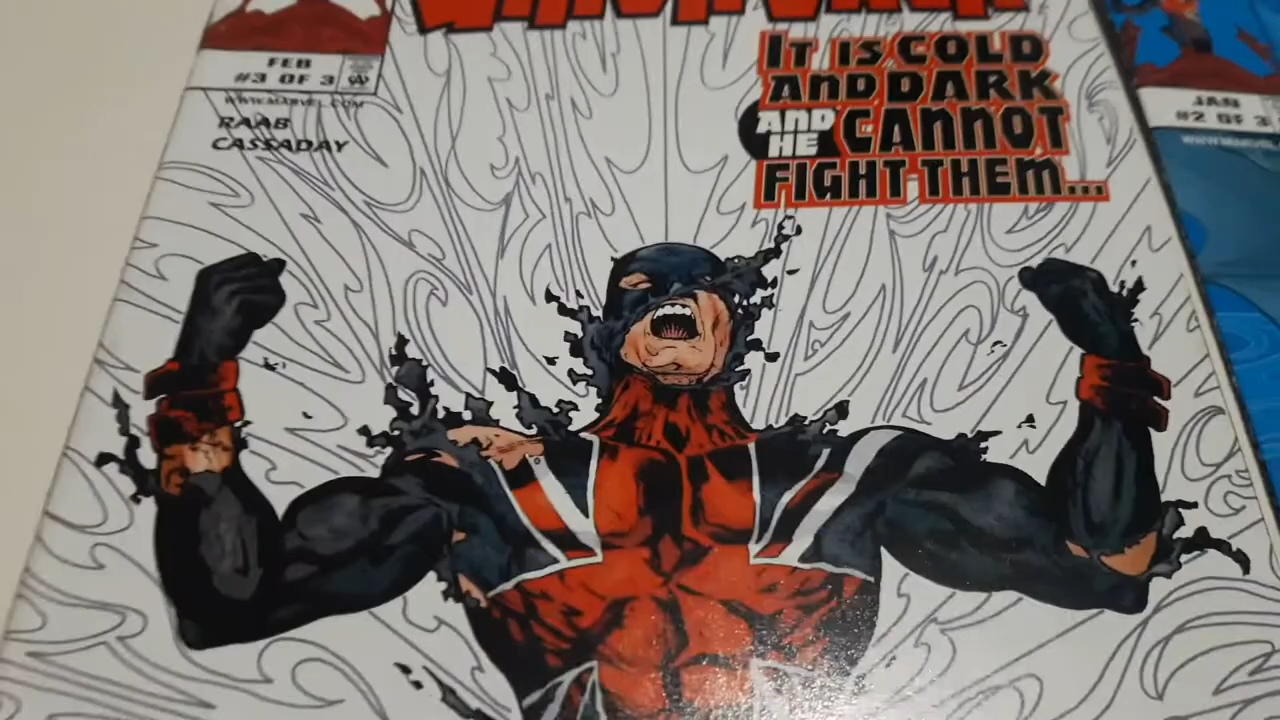 FEB
#3 OF 3
WWW.MARVEL.COM
RAAB
CASSADAY
IT IS COLD
AND DARK
AND HE CANNOT
FIGHT THEM...
JAN
#2 OF 3